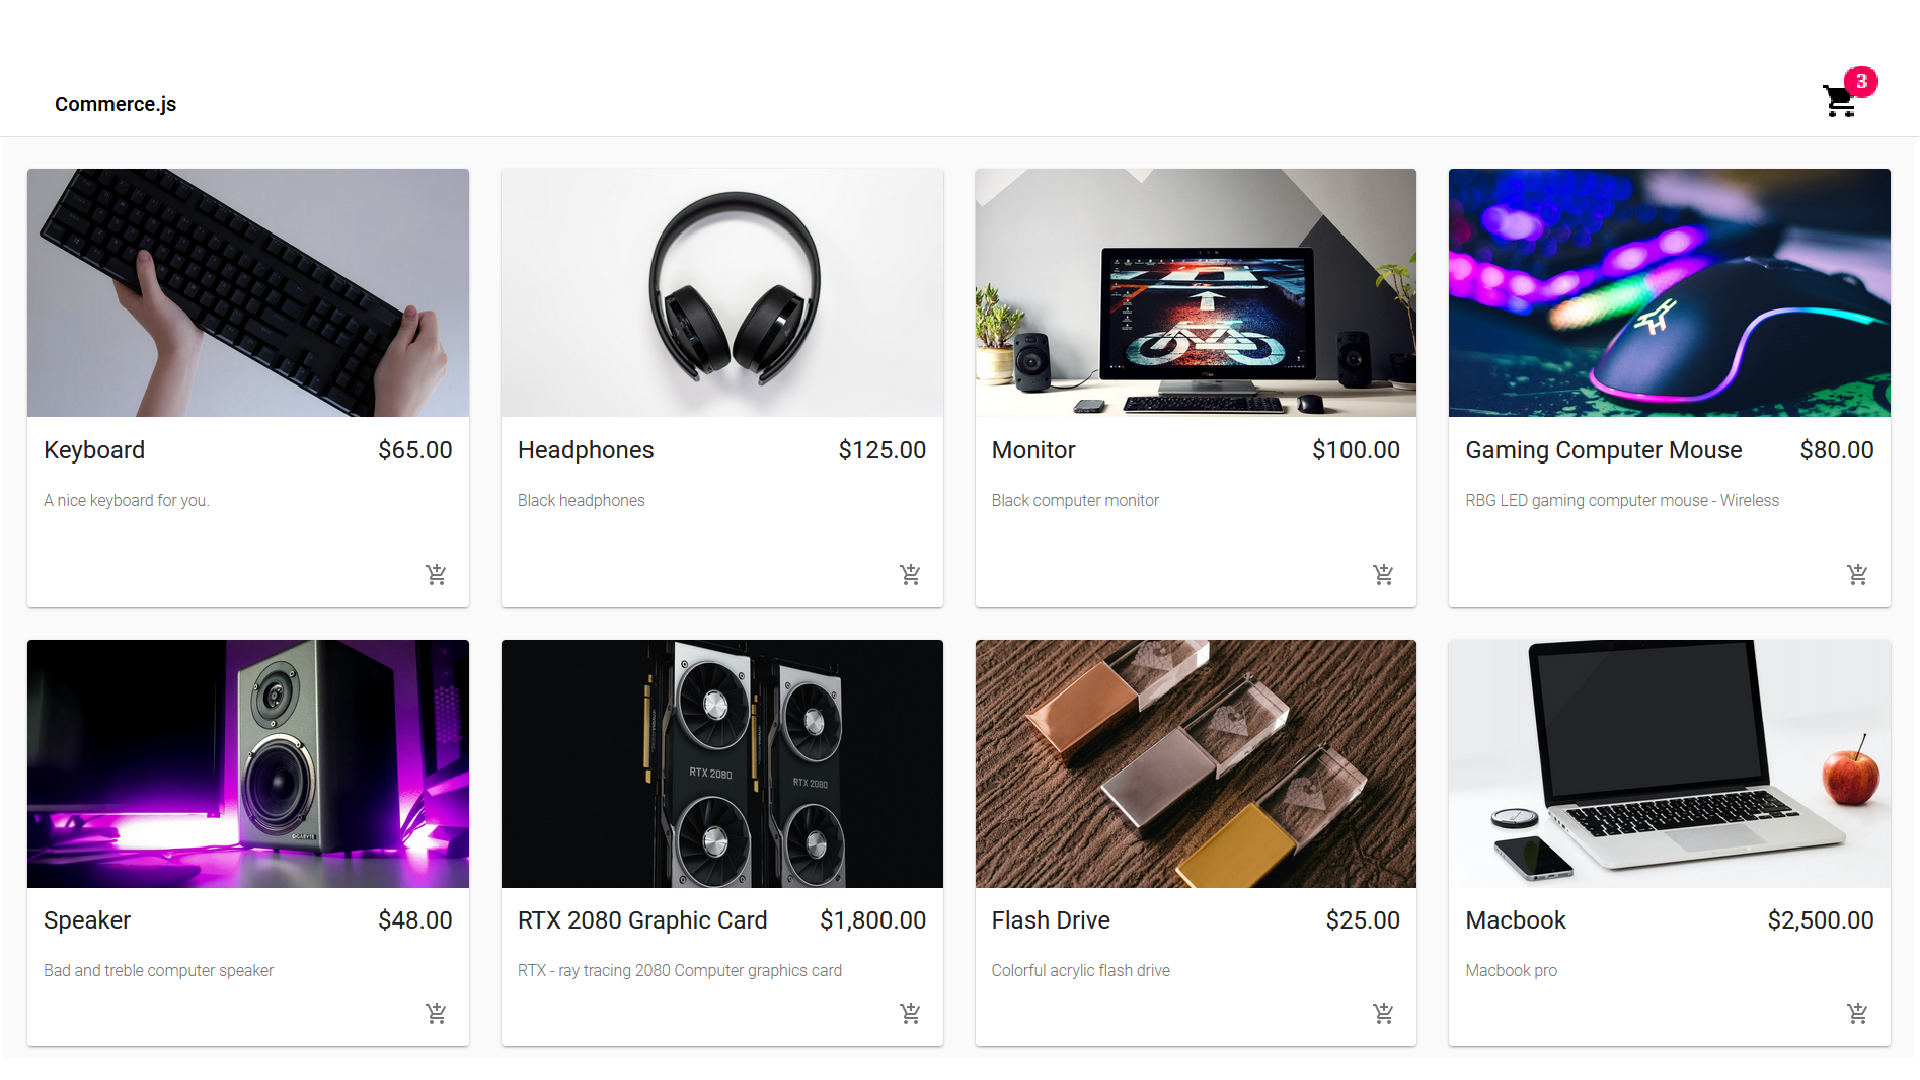 Commerce.js
3
Keyboard $65.00
A nice keyboard for you.
Headphones $125.00
Black headphones
Monitor $100.00
Black computer monitor
Gaming Computer Mouse $80.00
RBG LED gaming computer mouse - Wireless
GIGABYTE
Speaker $48.00
Bad and treble computer speaker
RTX 2080
RTX 2080
RTX 2080 Graphic Card $1,800.00
RTX - ray tracing 2080 Computer graphics card
Flash Drive $25.00
Colorful acrylic flash drive
Macbook $2,500.00
Macbook pro